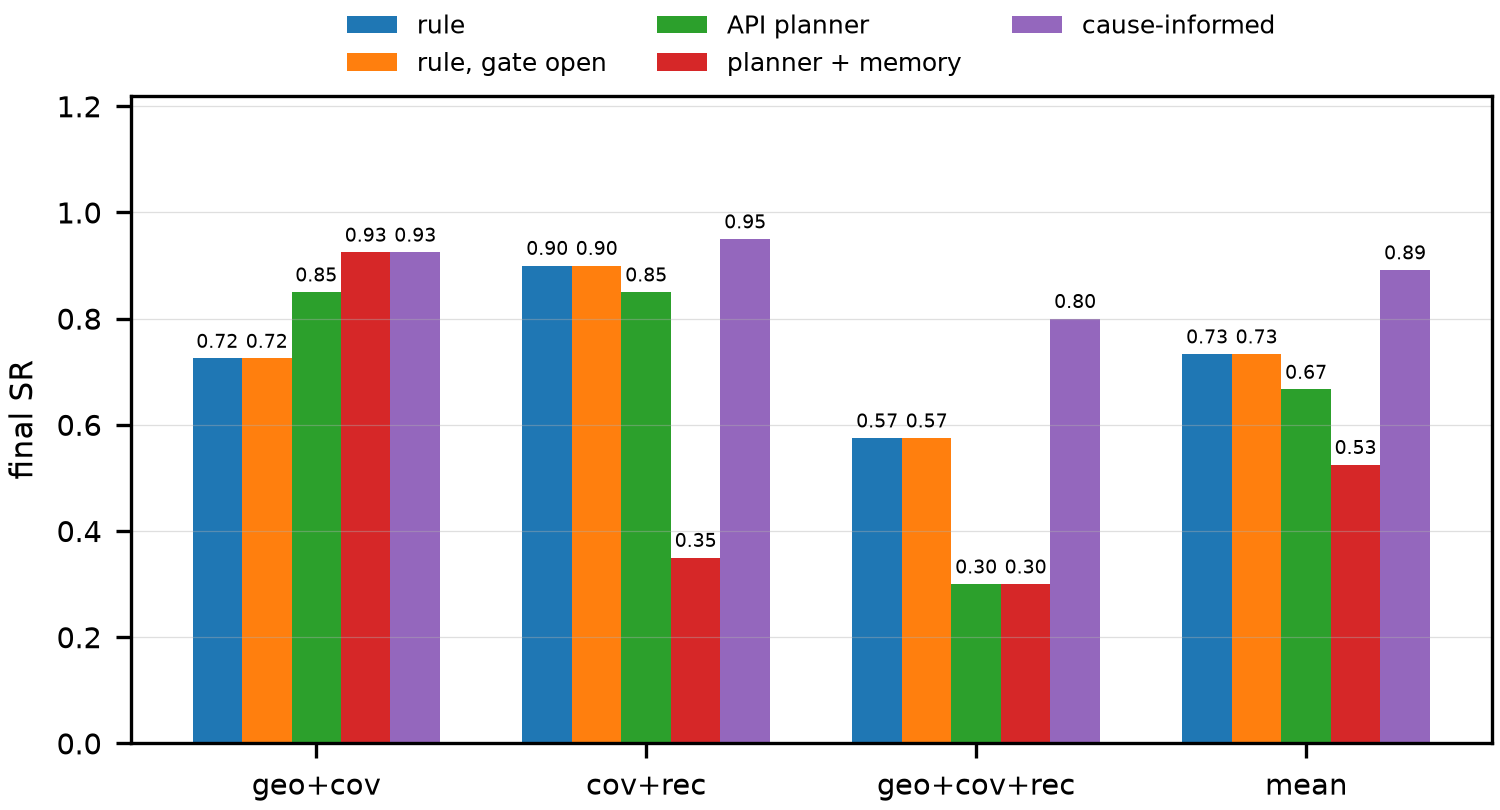 rule API planner cause-informed
rule, gate open planner + memory
1.2
1.0
0.8
0.6
0.4
0.2
0.0
final SR
0.72 0.72 0.85 0.93 0.93
0.90 0.90 0.85 0.35 0.95
0.57 0.57 0.30 0.30 0.80
0.73 0.73 0.67 0.53 0.89
geo+cov cov+rec geo+cov+rec mean